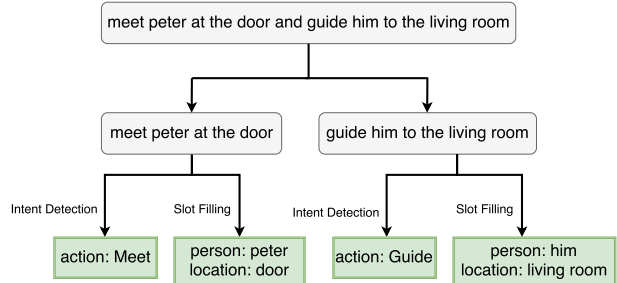 meet peter at the door and guide him to the living room
meet peter at the door
guide him to the living room
Intent Detection
Slot Filling
Intent Detection
Slot Filling
action: Meet
person: peter
location: door
action: Guide
person: him
location: living room